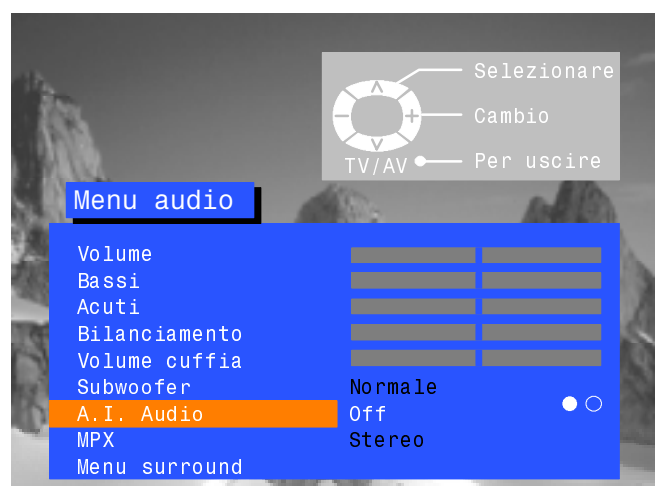 Selezionare
Cambio
TV/AV Per uscire
Menu audio
Volume
Bassi
Acuti
Bilanciamento
Volume cuffia
Subwoofer Normale
A.I. Audio Off
MPX Stereo
Menu surround